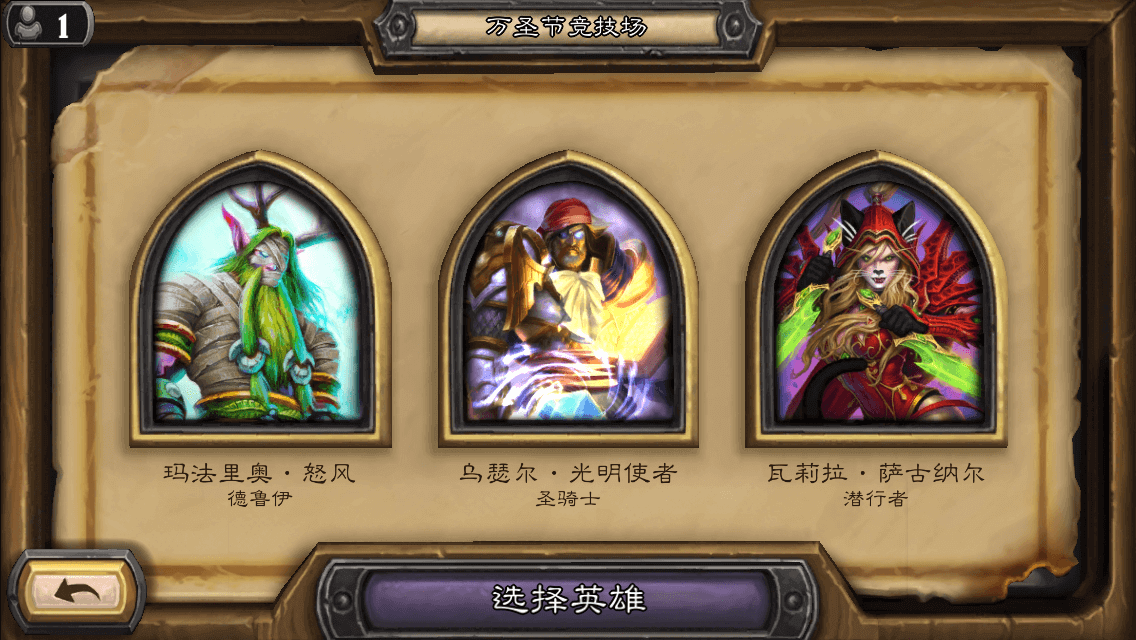 1
万圣节竞技场
玛法里奥·怒风
德鲁伊
乌瑟尔·光明使者
圣骑士
瓦莉拉·萨古纳尔
潜行者
选择英雄